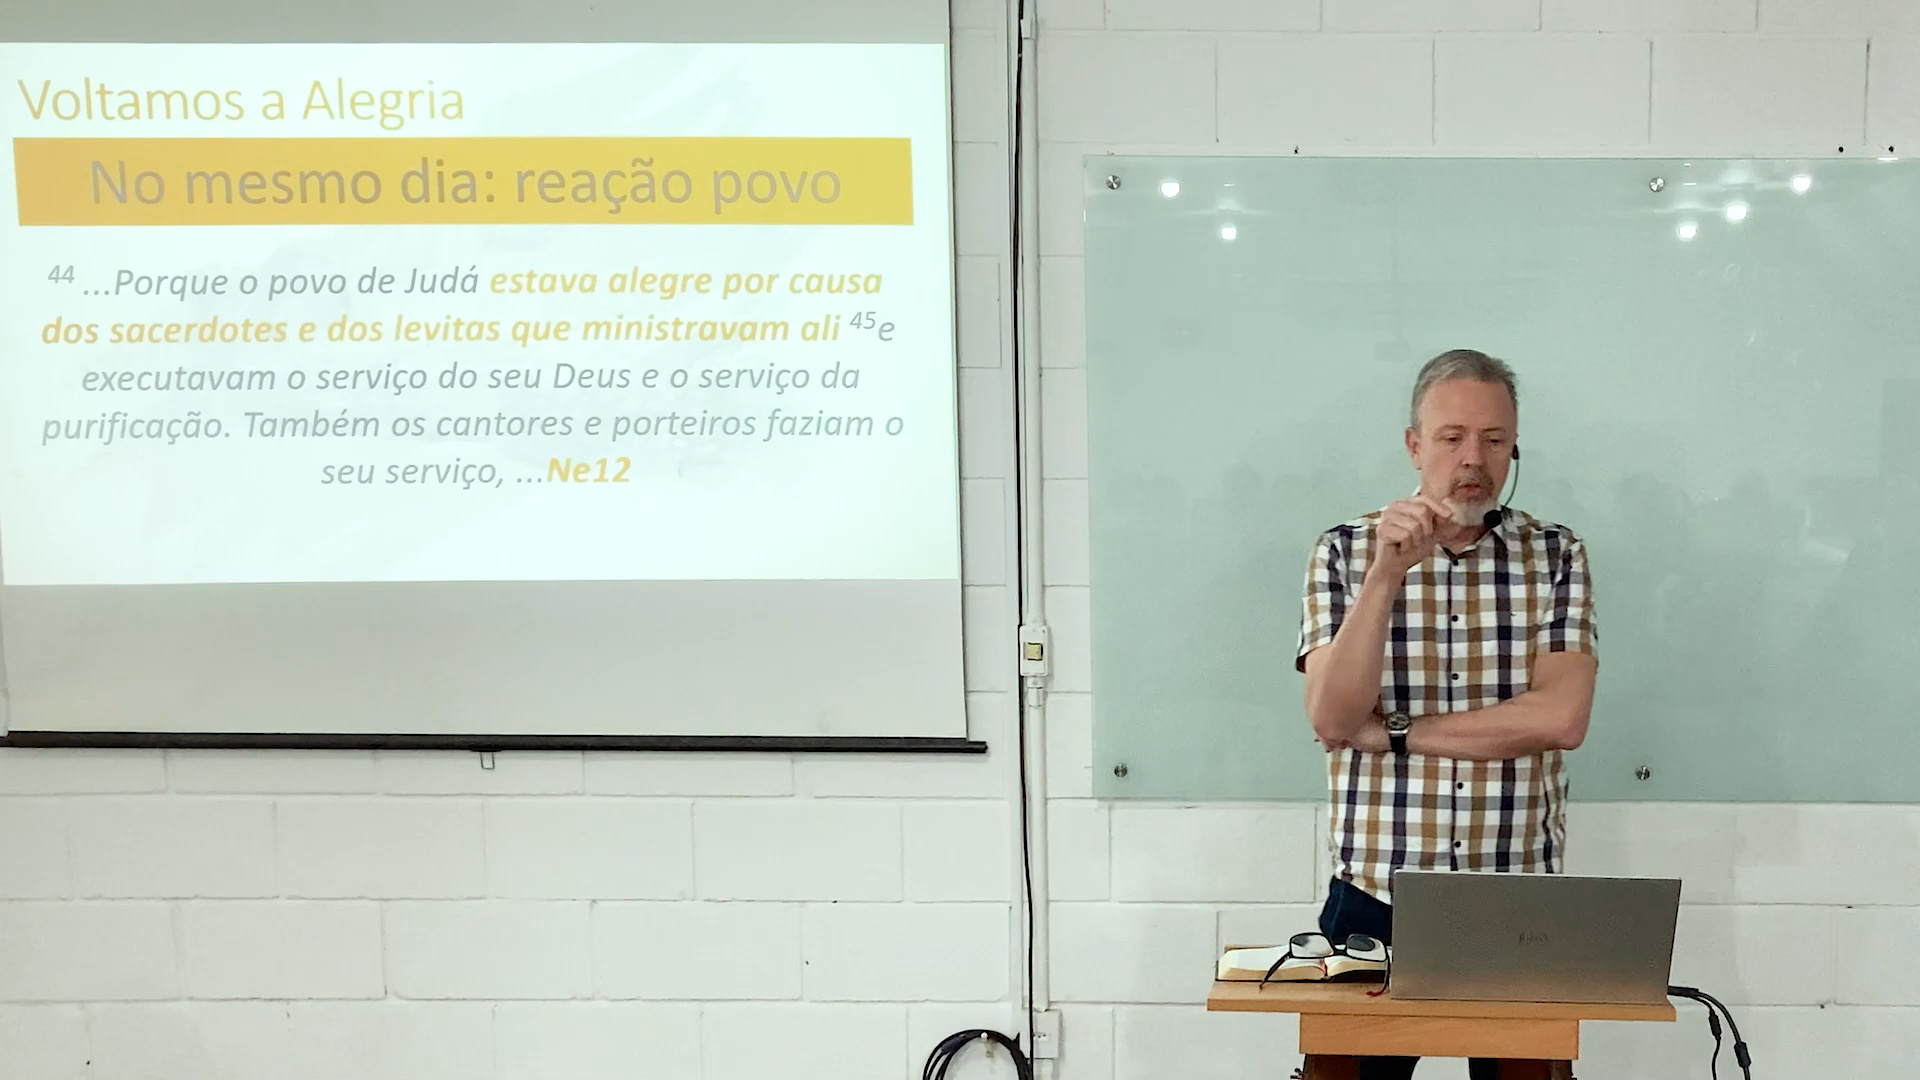 Voltamos a Alegria
No mesmo dia: reação povo
44 ...Porque o povo de Judá estava alegre por causa
dos sacerdotes e dos levitas que ministravam ali 45e
executavam o serviço do seu Deus e o serviço da
purificação. Também os cantores e porteiros faziam o
seu serviço, ...Ne12